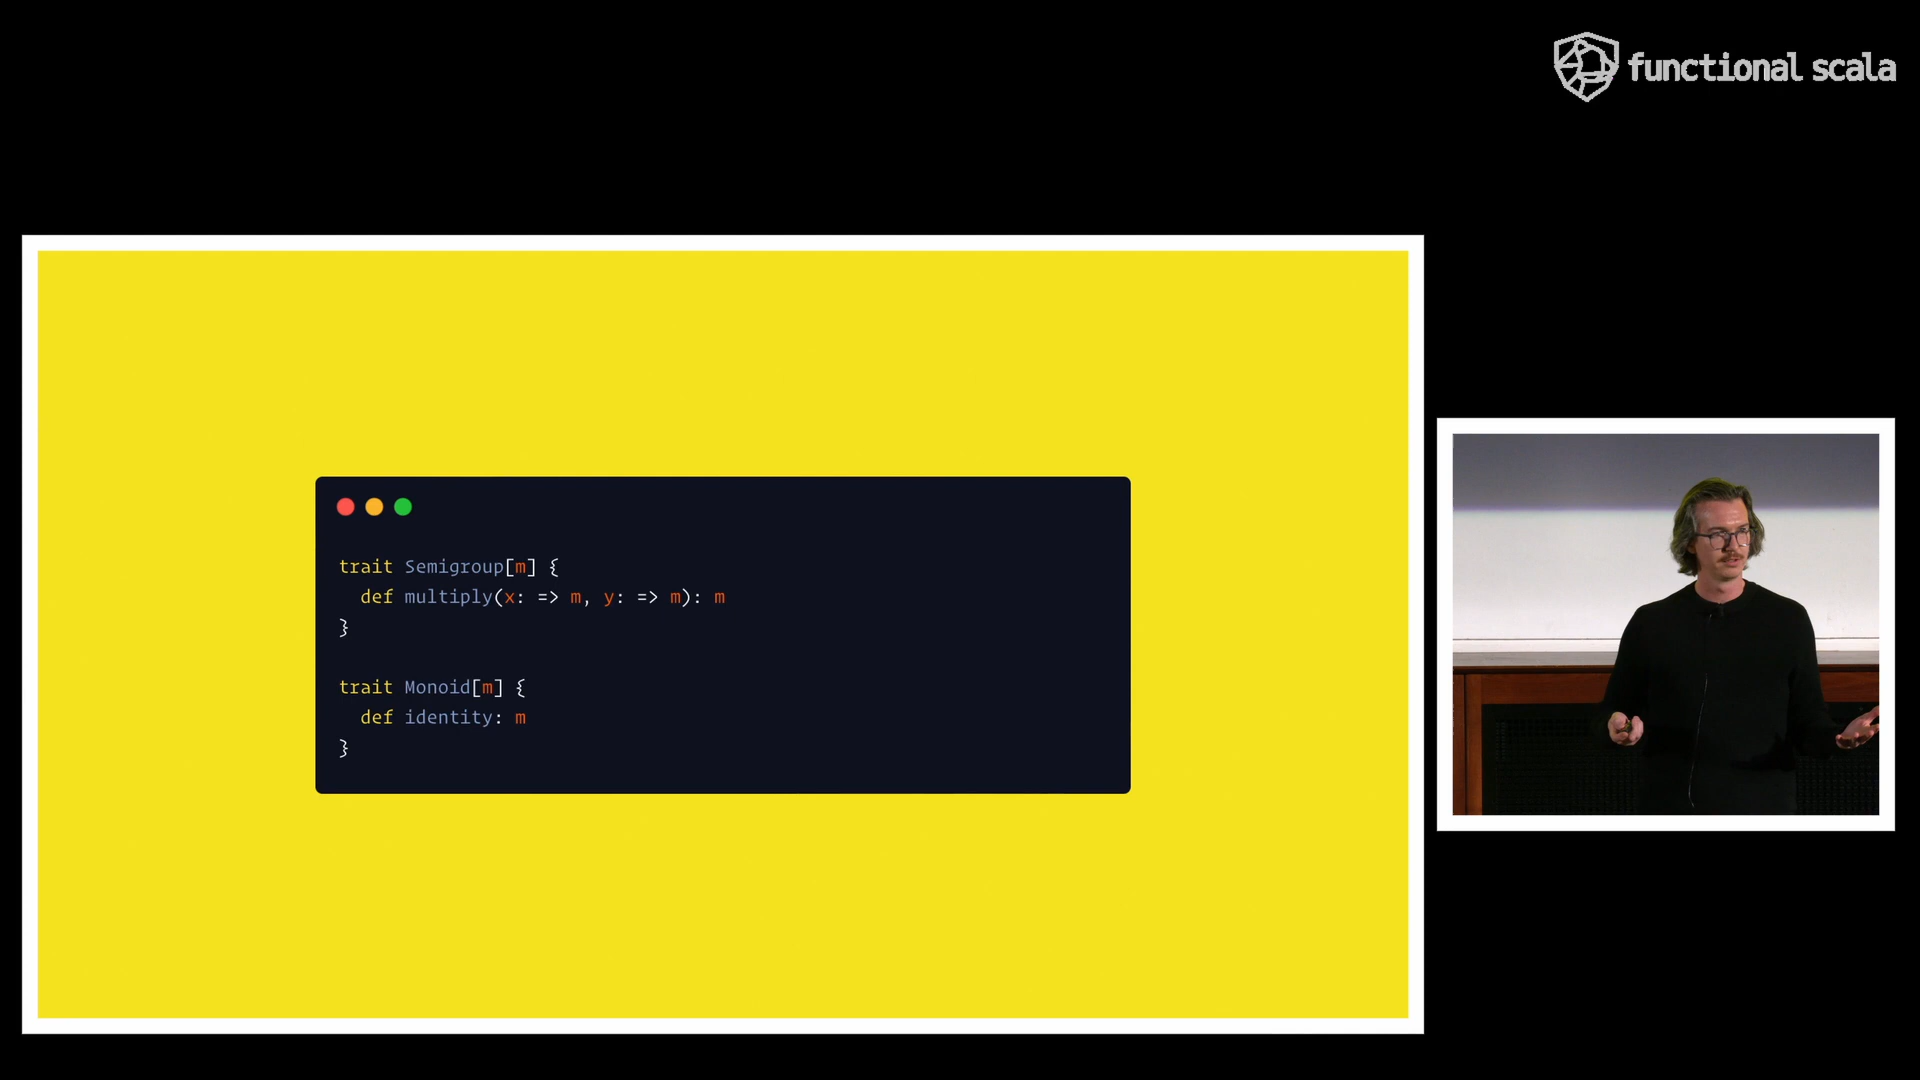 functional scala
trait Semigroup[m] {
  def multiply(x: => m, y: => m): m
}
trait Monoid[m] {
  def identity: m
}